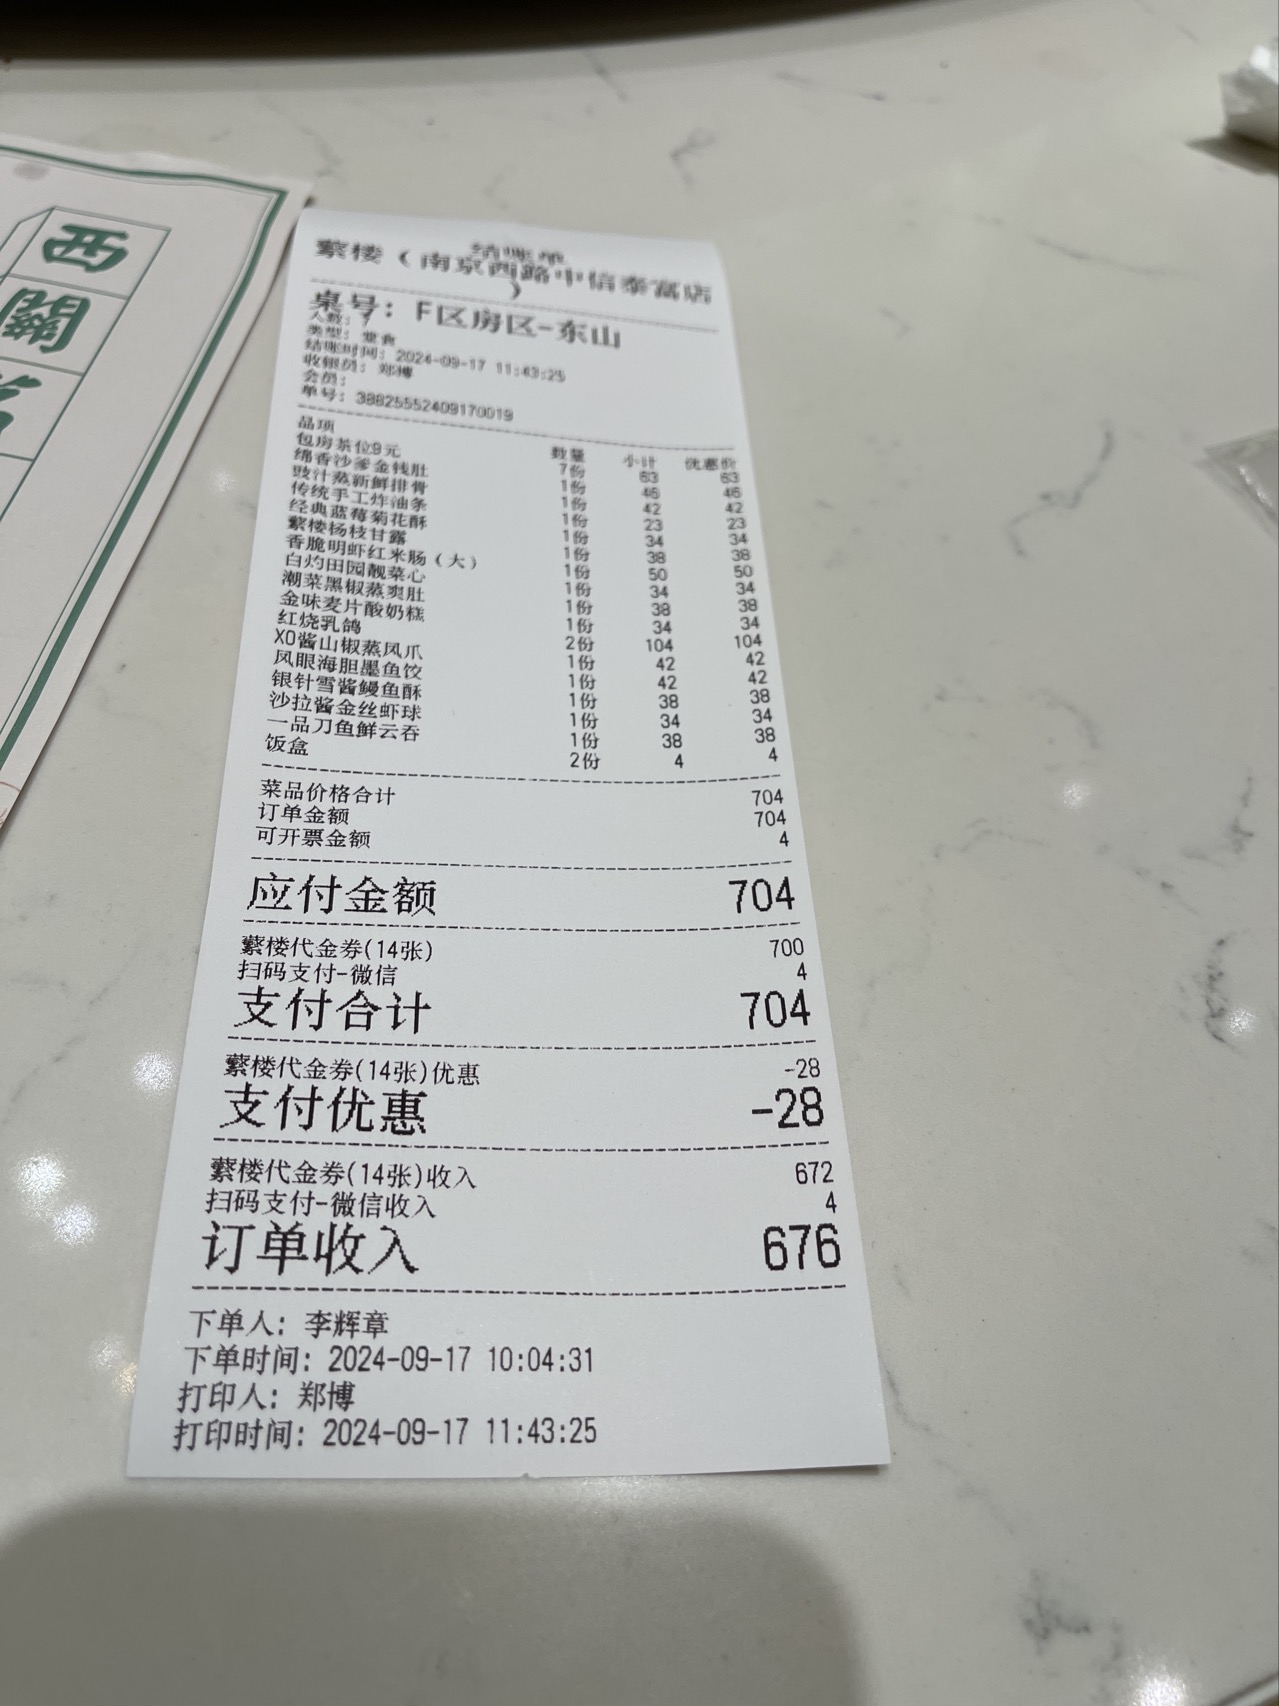 西
關
结账单
蘩楼（南京西路中信泰富店
）
桌号：F区房区-东山
人数：7
类型：堂食
结账时间：2024-09-17 11:43:25
收银员：郑博
会员：
单号：388255552409170019
品项 数量 小计 优惠价
包房茶位9元 7份 63 63
绵香沙爹金钱肚 1份 46 46
豉汁蒸新鲜排骨 1份 42 42
传统手工炸油条 1份 23 23
经典蓝莓菊花酥 1份 34 34
蘩楼杨枝甘露 1份 38 38
香脆明虾红米肠（大） 1份 50 50
白灼田园靓菜心 1份 34 34
潮菜黑椒蒸爽肚 1份 38 38
金味麦片酸奶糕 1份 34 34
红烧乳鸽 2份 104 104
XO酱山椒蒸凤爪 1份 42 42
凤眼海胆墨鱼饺 1份 42 42
银针雪酱鳗鱼酥 1份 38 38
沙拉酱金丝虾球 1份 34 34
一品刀鱼鲜云吞 1份 38 38
饭盒 2份 4 4
菜品价格合计 704
订单金额 704
可开票金额 4
应付金额 704
蘩楼代金券(14张) 700
扫码支付-微信 4
支付合计 704
蘩楼代金券(14张)优惠 -28
支付优惠 -28
蘩楼代金券(14张)收入 672
扫码支付-微信收入 4
订单收入 676
下单人：李辉章
下单时间：2024-09-17 10:04:31
打印人：郑博
打印时间：2024-09-17 11:43:25